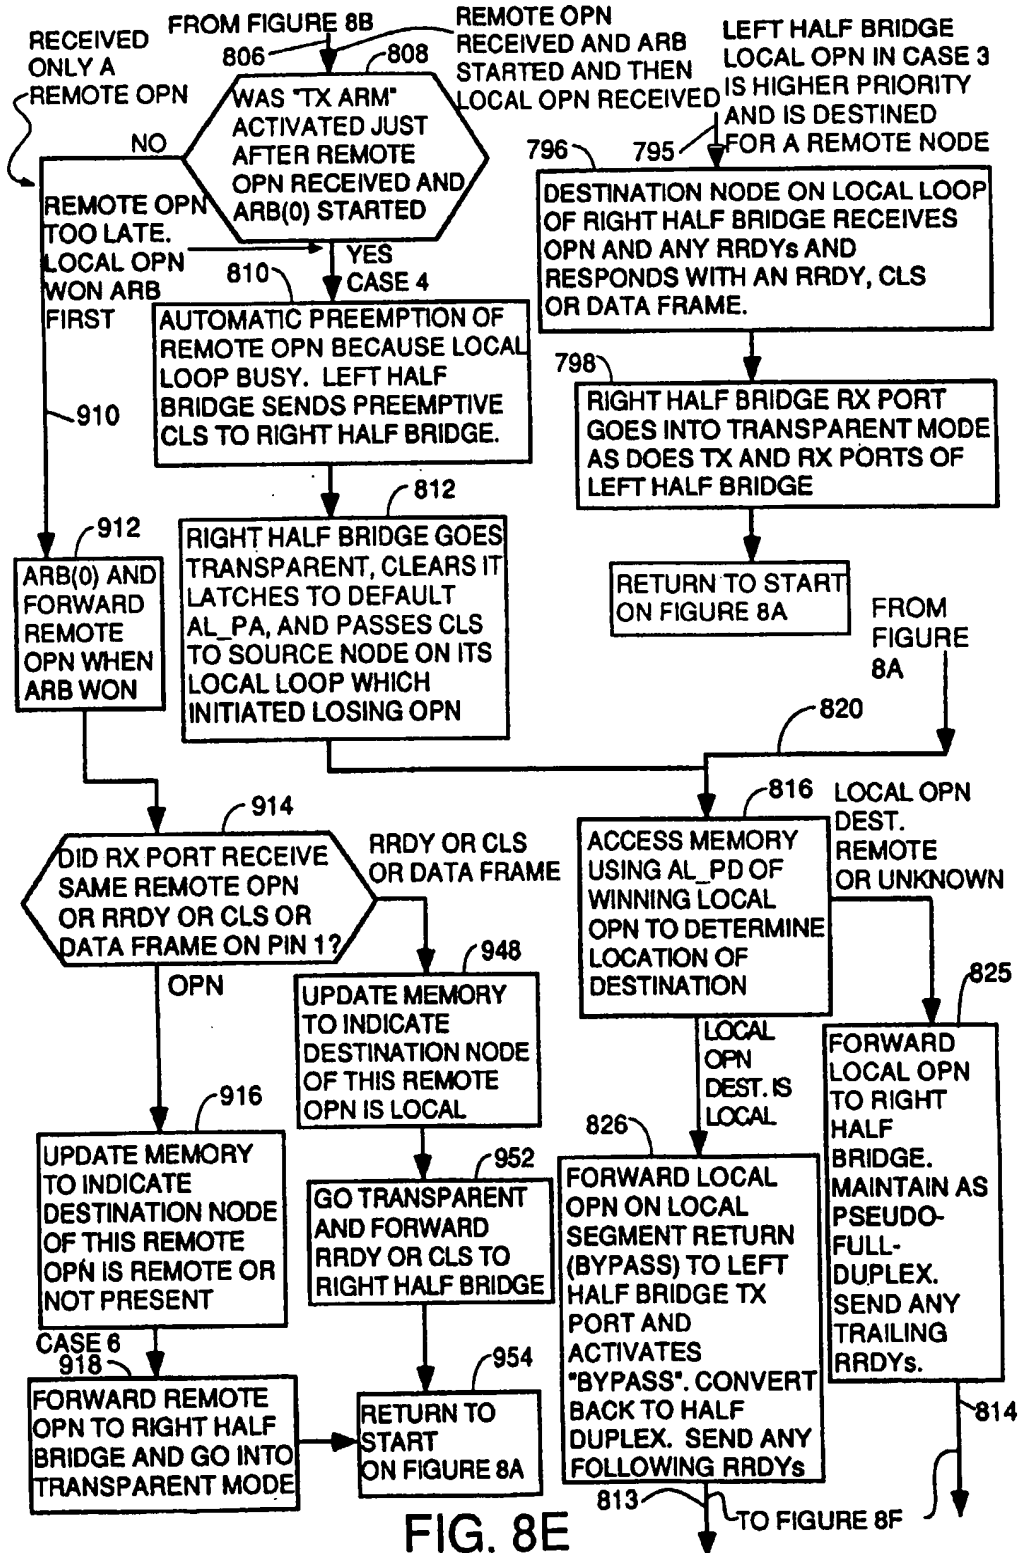 FROM FIGURE 8B
806
808
REMOTE OPN
RECEIVED AND ARB
STARTED AND THEN
LOCAL OPN RECEIVED
RECEIVED
ONLY A
REMOTE OPN
LEFT HALF BRIDGE
LOCAL OPN IN CASE 3
IS HIGHER PRIORITY
AND IS DESTINED
FOR A REMOTE NODE
795
WAS "TX ARM"
ACTIVATED JUST
AFTER REMOTE
OPN RECEIVED AND
ARB(0) STARTED
NO
REMOTE OPN
TOO LATE.
LOCAL OPN
WON ARB
FIRST
YES
CASE 4
796
DESTINATION NODE ON LOCAL LOOP
OF RIGHT HALF BRIDGE RECEIVES
OPN AND ANY RRDYs AND
RESPONDS WITH AN RRDY, CLS
OR DATA FRAME.
810
AUTOMATIC PREEMPTION OF
REMOTE OPN BECAUSE LOCAL
LOOP BUSY. LEFT HALF
BRIDGE SENDS PREEMPTIVE
CLS TO RIGHT HALF BRIDGE.
910
798
RIGHT HALF BRIDGE RX PORT
GOES INTO TRANSPARENT MODE
AS DOES TX AND RX PORTS OF
LEFT HALF BRIDGE
812
RIGHT HALF BRIDGE GOES
TRANSPARENT, CLEARS IT
LATCHES TO DEFAULT
AL_PA, AND PASSES CLS
TO SOURCE NODE ON ITS
LOCAL LOOP WHICH
INITIATED LOSING OPN
RETURN TO START
ON FIGURE 8A
FROM
FIGURE
8A
912
ARB(0) AND
FORWARD
REMOTE
OPN WHEN
ARB WON
820
914
DID RX PORT RECEIVE
SAME REMOTE OPN
OR RRDY OR CLS OR
DATA FRAME ON PIN 1?
RRDY OR CLS
OR DATA FRAME
OPN
816
ACCESS MEMORY
USING AL_PD OF
WINNING LOCAL
OPN TO DETERMINE
LOCATION OF
DESTINATION
LOCAL OPN
DEST.
REMOTE
OR UNKNOWN
948
UPDATE MEMORY
TO INDICATE
DESTINATION NODE
OF THIS REMOTE
OPN IS LOCAL
LOCAL
OPN
DEST. IS
LOCAL
825
FORWARD
LOCAL OPN
TO RIGHT
HALF
BRIDGE.
MAINTAIN AS
PSEUDO-
FULL-
DUPLEX.
SEND ANY
TRAILING
RRDYs.
916
UPDATE MEMORY
TO INDICATE
DESTINATION NODE
OF THIS REMOTE
OPN IS REMOTE OR
NOT PRESENT
952
GO TRANSPARENT
AND FORWARD
RRDY OR CLS TO
RIGHT HALF BRIDGE
826
FORWARD LOCAL
OPN ON LOCAL
SEGMENT RETURN
(BYPASS) TO LEFT
HALF BRIDGE TX
PORT AND
ACTIVATES
"BYPASS". CONVERT
BACK TO HALF
DUPLEX. SEND ANY
FOLLOWING RRDYs
CASE 6
918
FORWARD REMOTE
OPN TO RIGHT HALF
BRIDGE AND GO INTO
TRANSPARENT MODE
954
RETURN TO
START
ON FIGURE 8A
814
813
TO FIGURE 8F
FIG. 8E